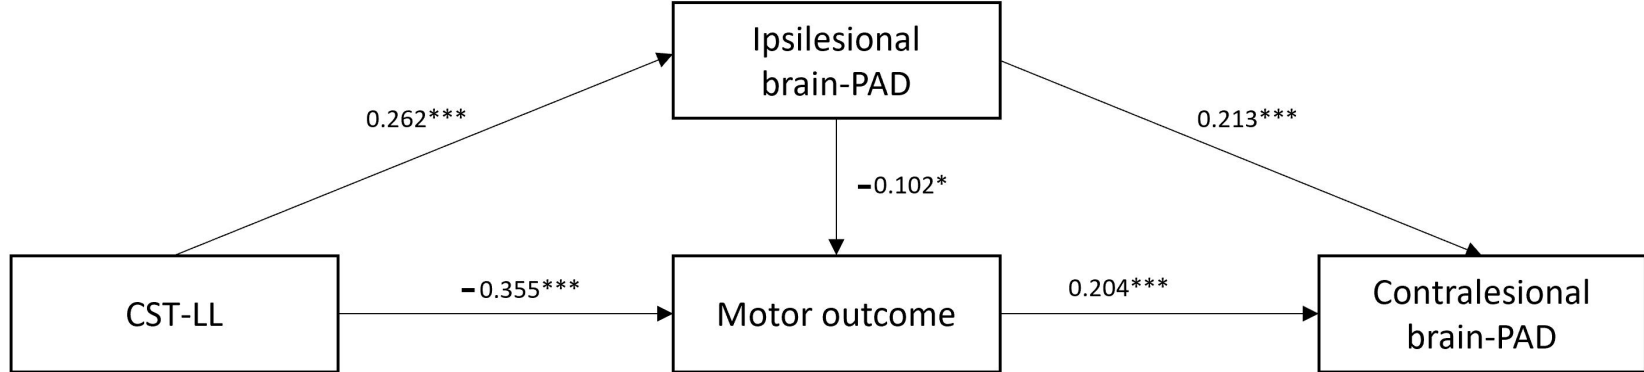 Ipsilesional
brain-PAD
0.262***
0.213***
−0.102*
CST-LL
−0.355***
Motor outcome
0.204***
Contralesional
brain-PAD